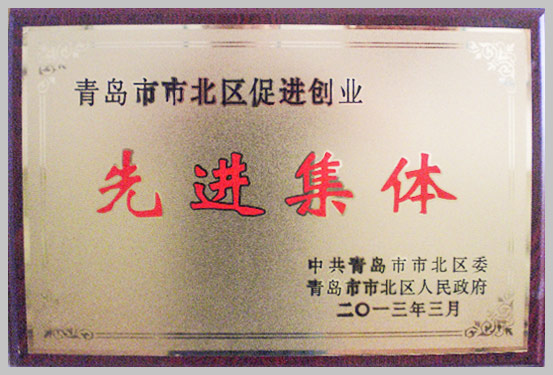 青岛市市北区促进创业
先进集体
中共青岛市市北区委
青岛市市北区人民政府
二〇一三年三月